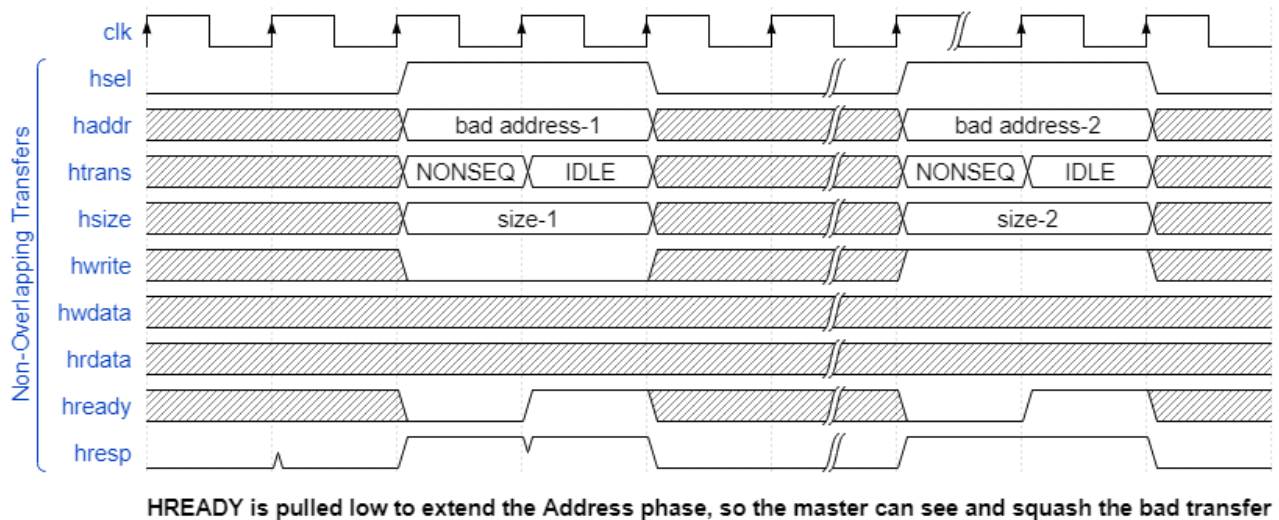 clk
hsel
haddr bad address-1 bad address-2
htrans NONSEQ IDLE NONSEQ IDLE
hsize size-1 size-2
hwrite
hwdata
hrdata
hready
hresp
Non-Overlapping Transfers
HREADY is pulled low to extend the Address phase, so the master can see and squash the bad transfer